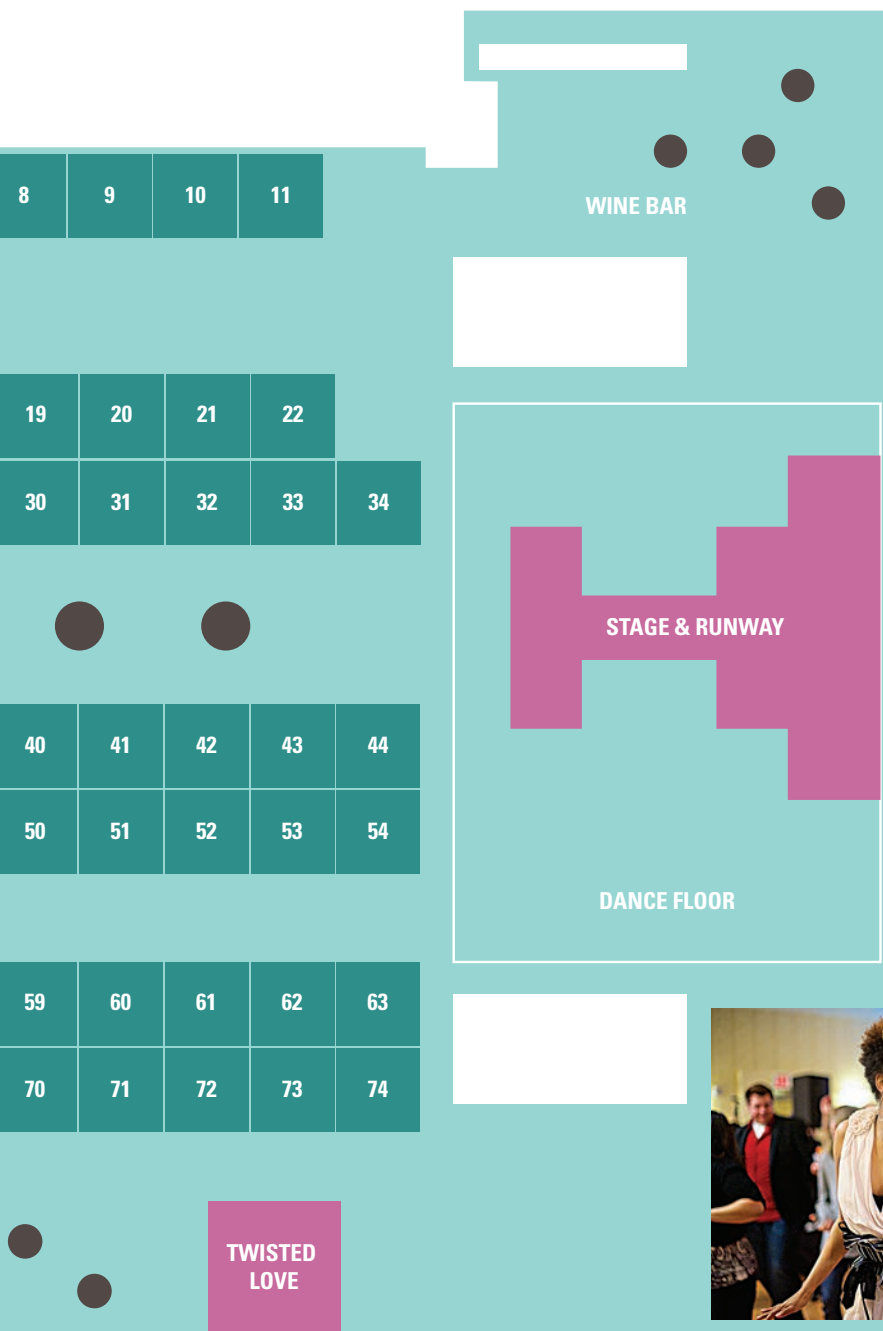 WINE BAR
8 9 10 11
19 20 21 22
30 31 32 33 34
STAGE & RUNWAY
40 41 42 43 44
50 51 52 53 54
DANCE FLOOR
59 60 61 62 63
70 71 72 73 74
TWISTED
LOVE